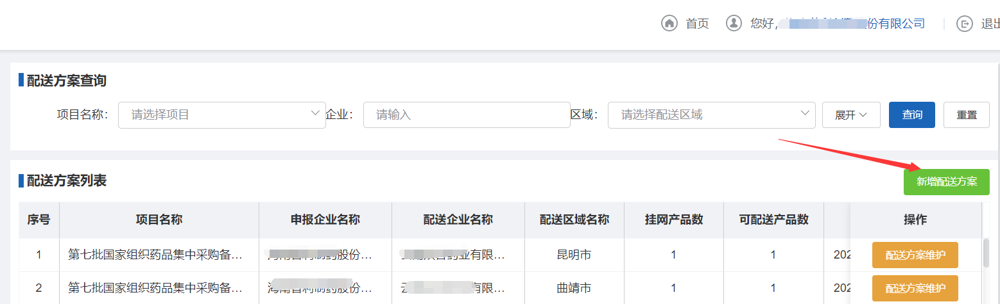 首页 您好, 份有限公司 退出
配送方案查询
项目名称： 请选择项目 企业： 请输入 区域： 请选择配送区域 展开 查询 重置
配送方案列表 新增配送方案
序号 项目名称 申报企业名称 配送企业名称 配送区域名称 挂网产品数 可配送产品数 操作
1 第七批国家组织药品集中采购备... 股份... 药业有限... 昆明市 1 1 202 配送方案维护
2 第七批国家组织药品集中采购备... 股份... 有限... 曲靖市 1 1 202 配送方案维护